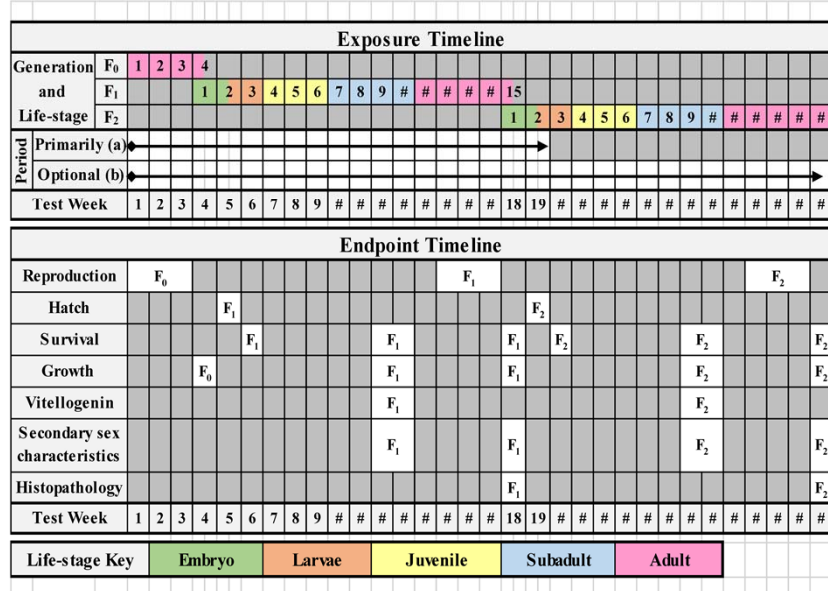 Exposure Timeline
Generation and Life-stage
F₀ 1 2 3 4
F₁ 1 2 3 4 5 6 7 8 9 # # # # # 15
F₂ 1 2 3 4 5 6 7 8 9 # # # # # #
Period
Primarily (a)
Optional (b)
Test Week 1 2 3 4 5 6 7 8 9 # # # # # # # # 18 19 # # # # # # # # # # # # #
Endpoint Timeline
Reproduction F₀ F₁ F₂
Hatch F₁ F₂
Survival F₁ F₁ F₁ F₂ F₂ F₂
Growth F₀ F₁ F₁ F₂ F₂
Vitellogenin F₁ F₂
Secondary sex
characteristics F₁ F₁ F₂ F₂
Histopathology F₁ F₂
Test Week 1 2 3 4 5 6 7 8 9 # # # # # # # # 18 19 # # # # # # # # # # # # #
Life-stage Key Embryo Larvae Juvenile Subadult Adult